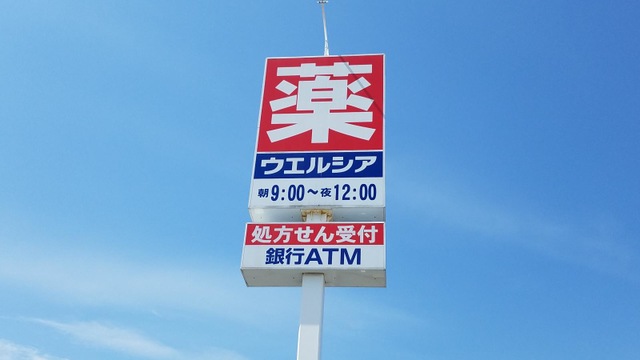 薬
ウエルシア
朝9:00～夜12:00
処方せん受付
銀行ATM